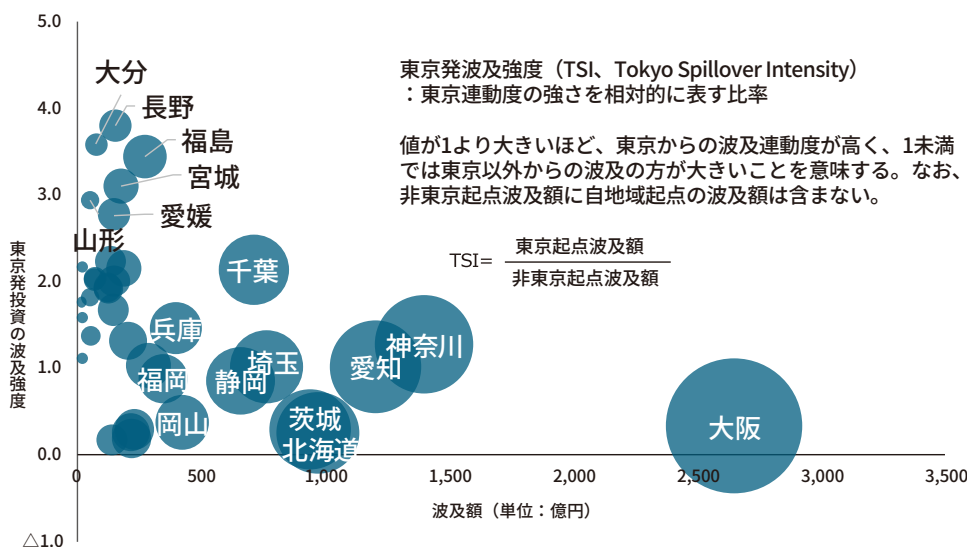 5.0
4.0
3.0
2.0
1.0
0.0
△1.0
東京発投資の波及強度
大分
長野
福島
宮城
愛媛
山形
東京発波及強度（TSI、Tokyo Spillover Intensity）
：東京連動度の強さを相対的に表す比率
値が1より大きいほど、東京からの波及連動度が高く、1未満
では東京以外からの波及の方が大きいことを意味する。なお、
非東京起点波及額に自地域起点の波及額は含まない。
TSI=
東京起点波及額
非東京起点波及額
千葉
兵庫
神奈川
埼玉
愛知
福岡
静岡
岡山
茨城
大阪
北海道
0
500
1,000
1,500
2,000
2,500
3,000
3,500
波及額（単位：億円）